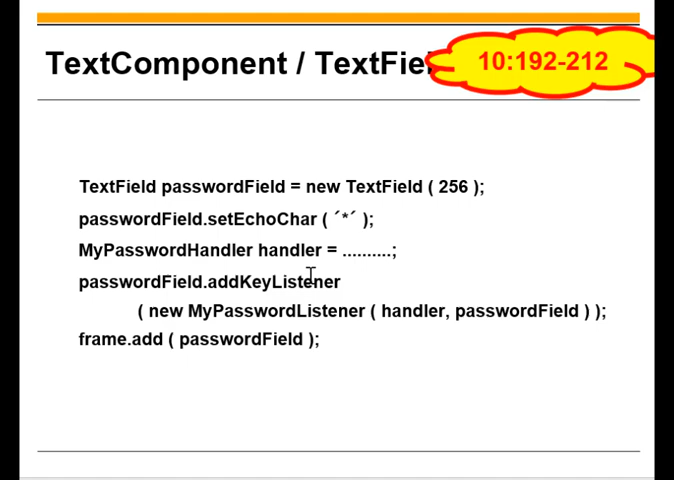 TextComponent / TextFie
10:192-212
TextField passwordField = new TextField ( 256 );
passwordField.setEchoChar ( ´*´ );
MyPasswordHandler handler = ..........;
passwordField.addKeyListener
( new MyPasswordListener ( handler, passwordField ) );
frame.add ( passwordField );